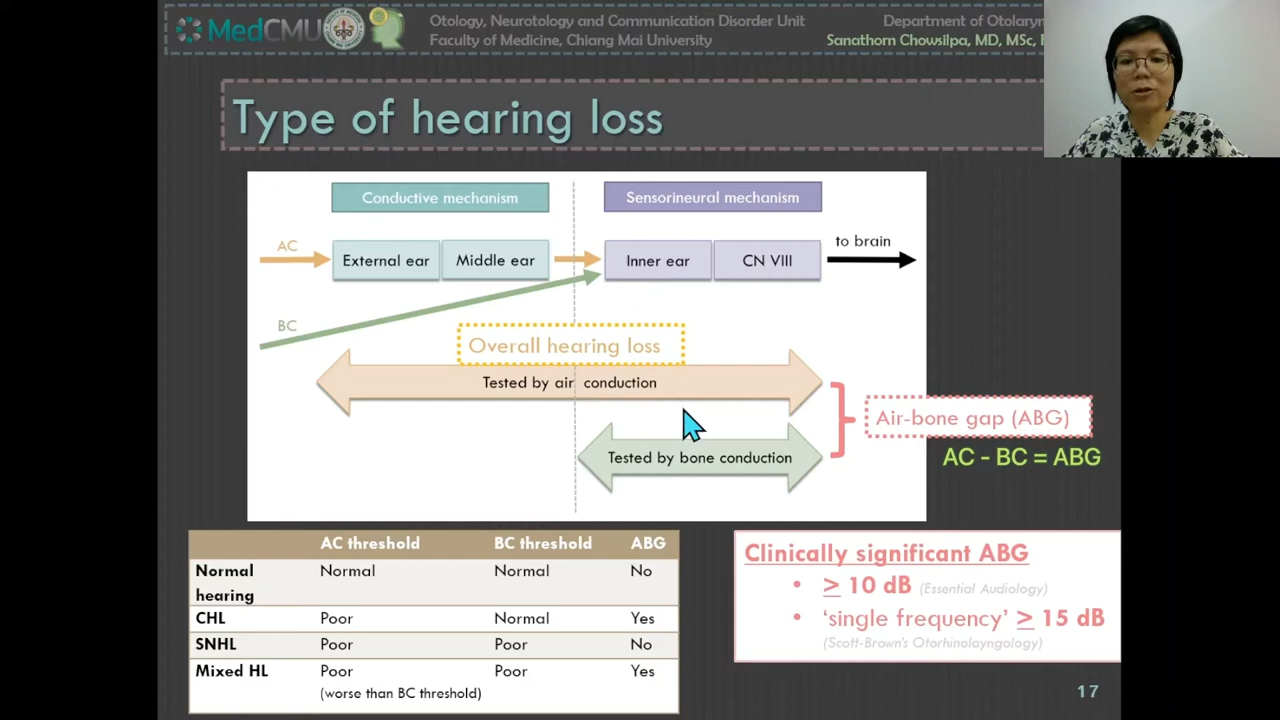 MedCMU
Otology, Neurotology and Communication Disorder Unit
Faculty of Medicine, Chiang Mai University
Department of
Sanathorn Chowsilpa, MD, MSc,
Type of hearing loss
Conductive mechanism
Sensorineural mechanism
AC
External ear
Middle ear
Inner ear
CN VIII
to brain
BC
Overall hearing loss
Tested by air conduction
Air-bone gap (ABG)
Tested by bone conduction
AC - BC = ABG
AC threshold BC threshold ABG
Normal hearing Normal Normal No
CHL Poor Normal Yes
SNHL Poor Poor No
Mixed HL Poor Poor Yes
(worse than BC threshold)
Clinically significant ABG
• ≥ 10 dB (Essential Audiology)
• 'single frequency' ≥ 15 dB
(Scott-Brown's Otorhinolayngology)
17